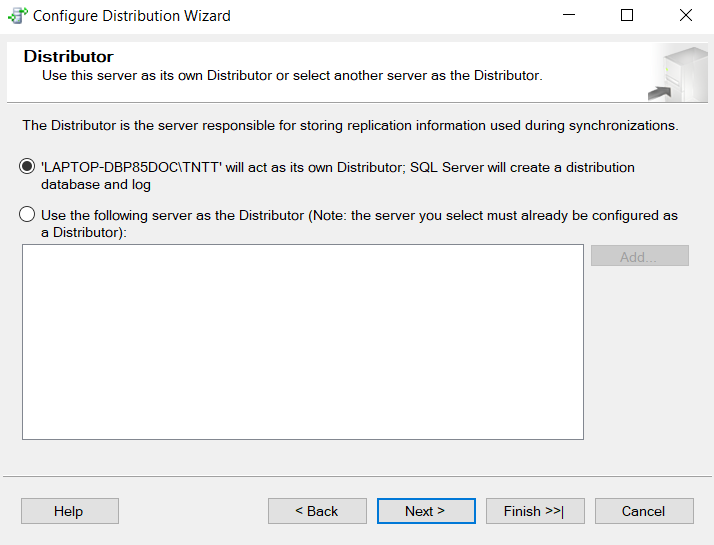 Configure Distribution Wizard
Distributor
Use this server as its own Distributor or select another server as the Distributor.
The Distributor is the server responsible for storing replication information used during synchronizations.
'LAPTOP-DBP85DOC\TNTT' will act as its own Distributor; SQL Server will create a distribution
database and log
Use the following server as the Distributor (Note: the server you select must already be configured as
a Distributor):
Add...
Help
< Back
Next >
Finish >>|
Cancel